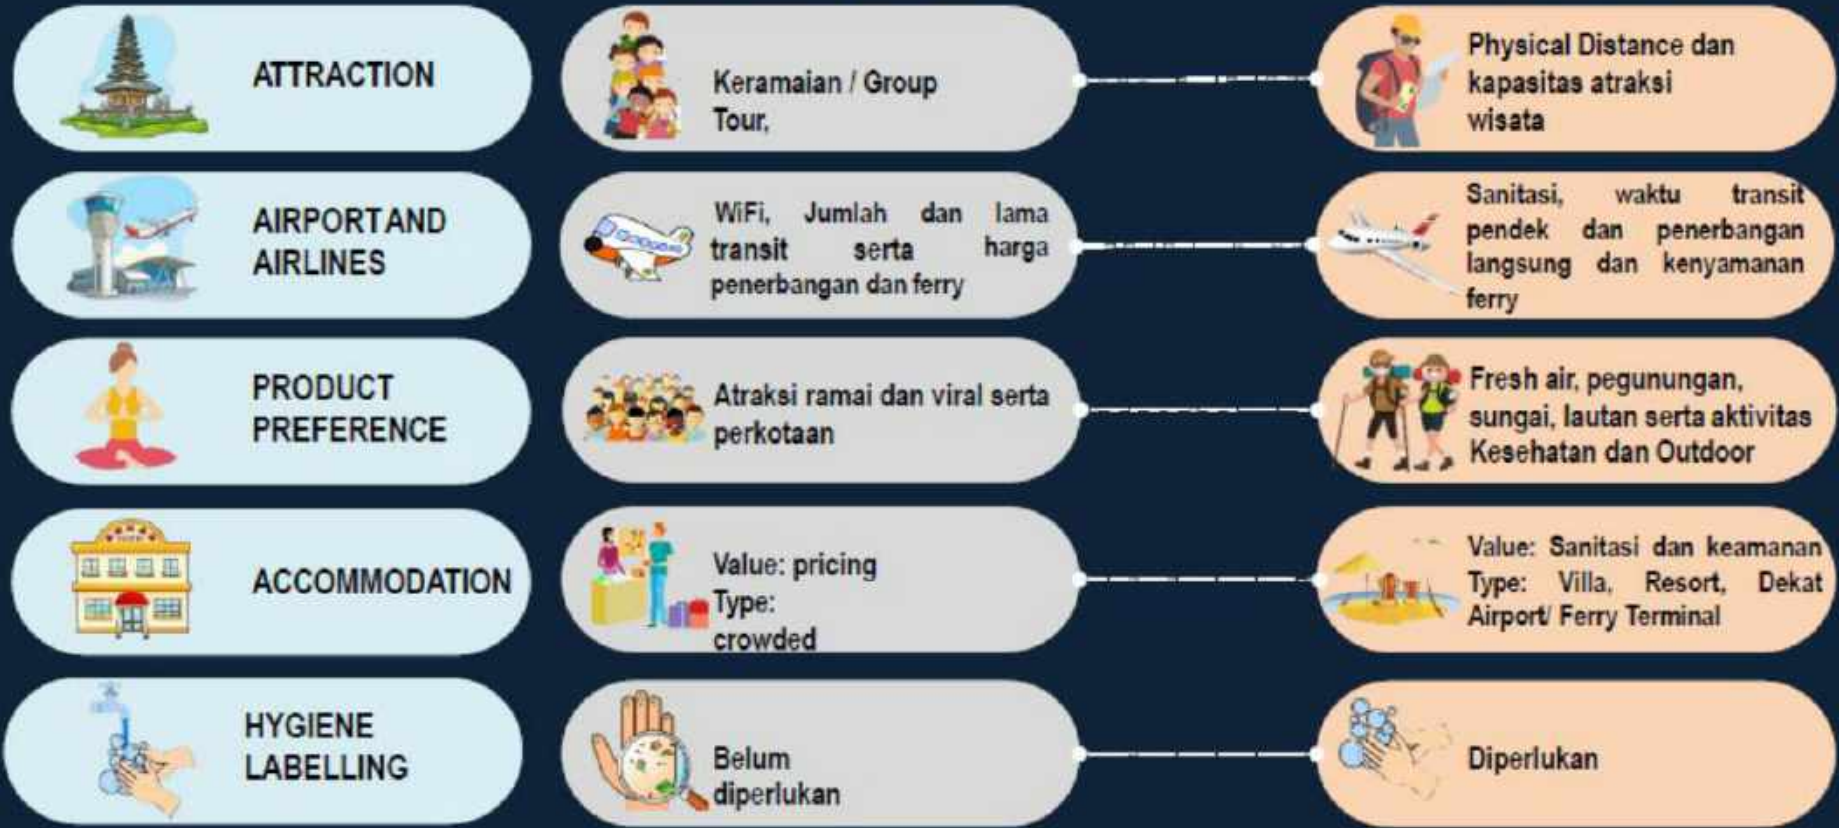 ATTRACTION
Keramaian / Group
Tour,
Physical Distance dan
kapasitas atraksi
wisata
AIRPORT AND
AIRLINES
WiFi, Jumlah dan lama
transit serta harga
penerbangan dan ferry
Sanitasi, waktu transit
pendek dan penerbangan
langsung dan kenyamanan
ferry
PRODUCT
PREFERENCE
Atraksi ramai dan viral serta
perkotaan
Fresh air, pegunungan,
sungai, lautan serta aktivitas
Kesehatan dan Outdoor
ACCOMMODATION
Value: pricing
Type:
crowded
Value: Sanitasi dan keamanan
Type: Villa, Resort, Dekat
Airport/ Ferry Terminal
HYGIENE
LABELLING
Belum
diperlukan
Diperlukan